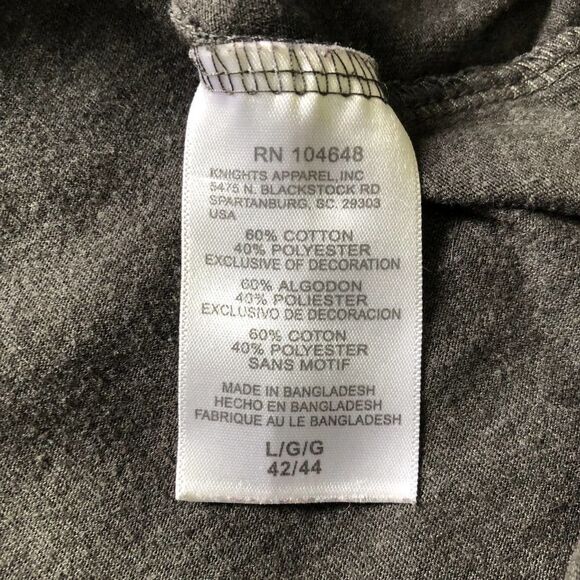 RN 104648
KNIGHTS APPAREL,INC
5475 N. BLACKSTOCK RD
SPARTANBURG, SC. 29303
USA
60% COTTON
40% POLYESTER
EXCLUSIVE OF DECORATION
60% ALGODON
40% POLIESTER
EXCLUSIVO DE DECORACION
60% COTON
40% POLYESTER
SANS MOTIF
MADE IN BANGLADESH
HECHO EN BANGLADESH
FABRIQUE AU LE BANGLADESH
L/G/G
42/44